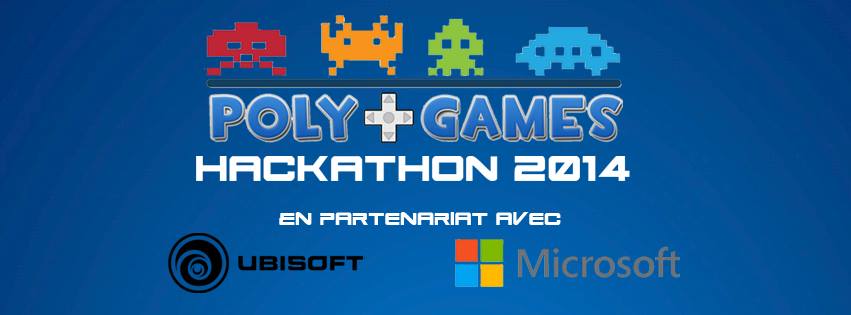 POLY GAMES
HACKATHON 2014
EN PARTENARIAT AVEC
UBISOFT
Microsoft